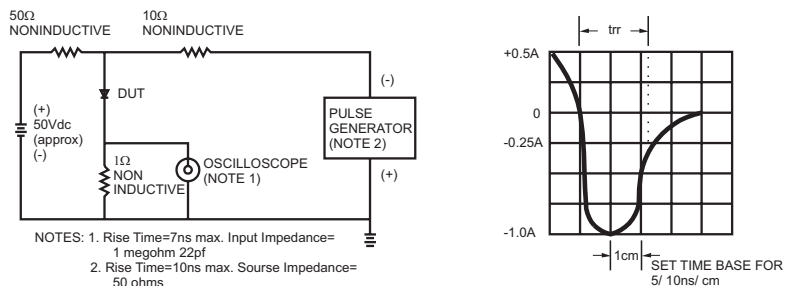 50Ω
NONINDUCTIVE
10Ω
NONINDUCTIVE
DUT
(+)
50Vdc
(approx)
(-)
1Ω
NON
INDUCTIVE
OSCILLOSCOPE
(NOTE 1)
(-)
PULSE
GENERATOR
(NOTE 2)
(+)
NOTES: 1. Rise Time=7ns max. Input Impedance=
1 megohm 22pf
2. Rise Time=10ns max. Sourse Impedance=
50 ohms
trr
+0.5A
0
-0.25A
-1.0A
1cm
SET TIME BASE FOR
5/ 10ns/ cm